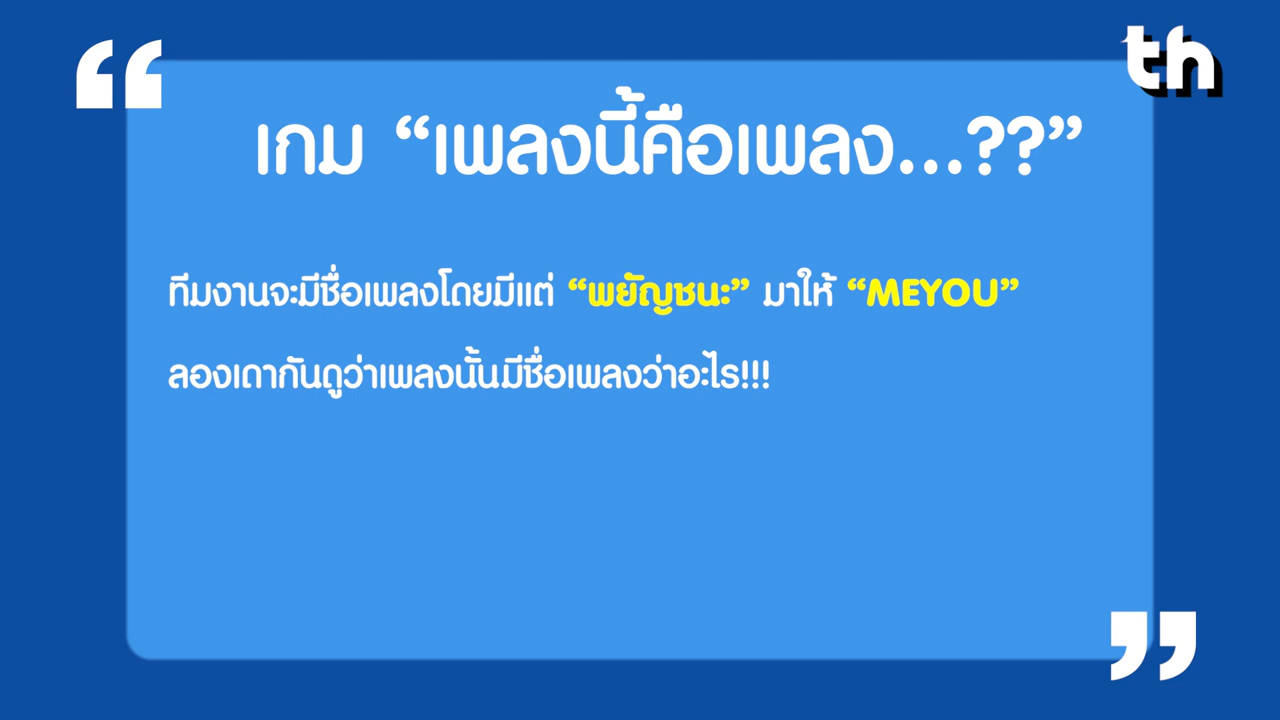 th
เกม “เพลงนี้คือเพลง...??”
ทีมงานจะมีชื่อเพลงโดยมีแต่ “พยัญชนะ” มาให้ “MEYOU”
ลองเดากันดูว่าเพลงนั้นมีชื่อเพลงว่าอะไร!!!